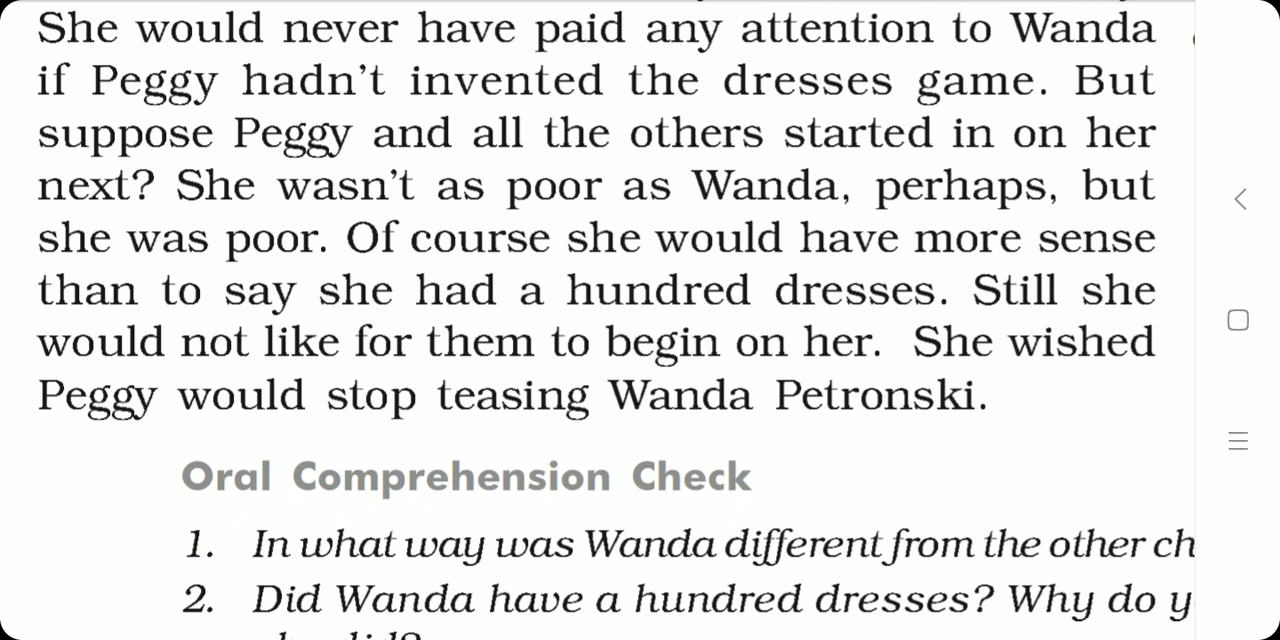 She would never have paid any attention to Wanda
if Peggy hadn't invented the dresses game. But
suppose Peggy and all the others started in on her
next? She wasn't as poor as Wanda, perhaps, but
she was poor. Of course she would have more sense
than to say she had a hundred dresses. Still she
would not like for them to begin on her. She wished
Peggy would stop teasing Wanda Petronski.
Oral Comprehension Check
1. In what way was Wanda different from the other ch
2. Did Wanda have a hundred dresses? Why do y